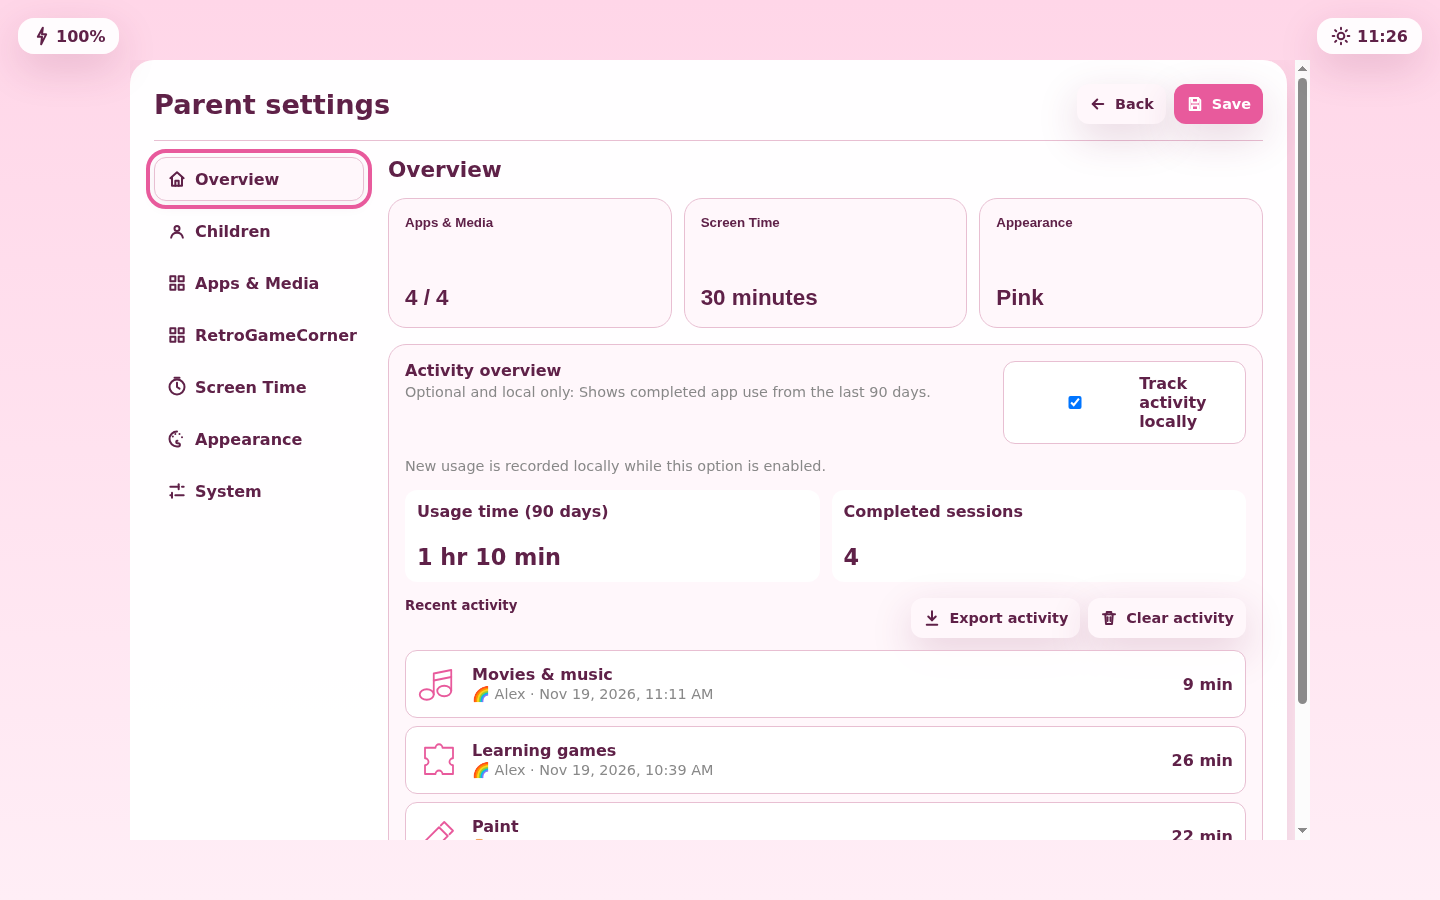 100%
11:26
Parent settings
Back
Save
Overview
Children
Apps & Media
RetroGameCorner
Screen Time
Appearance
System
Overview
Apps & Media
4 / 4
Screen Time
30 minutes
Appearance
Pink
Activity overview
Optional and local only: Shows completed app use from the last 90 days.
Track
activity
locally
New usage is recorded locally while this option is enabled.
Usage time (90 days)
1 hr 10 min
Completed sessions
4
Recent activity
Export activity
Clear activity
Movies & music
🌈 Alex · Nov 19, 2026, 11:11 AM
9 min
Learning games
🌈 Alex · Nov 19, 2026, 10:39 AM
26 min
Paint
22 min